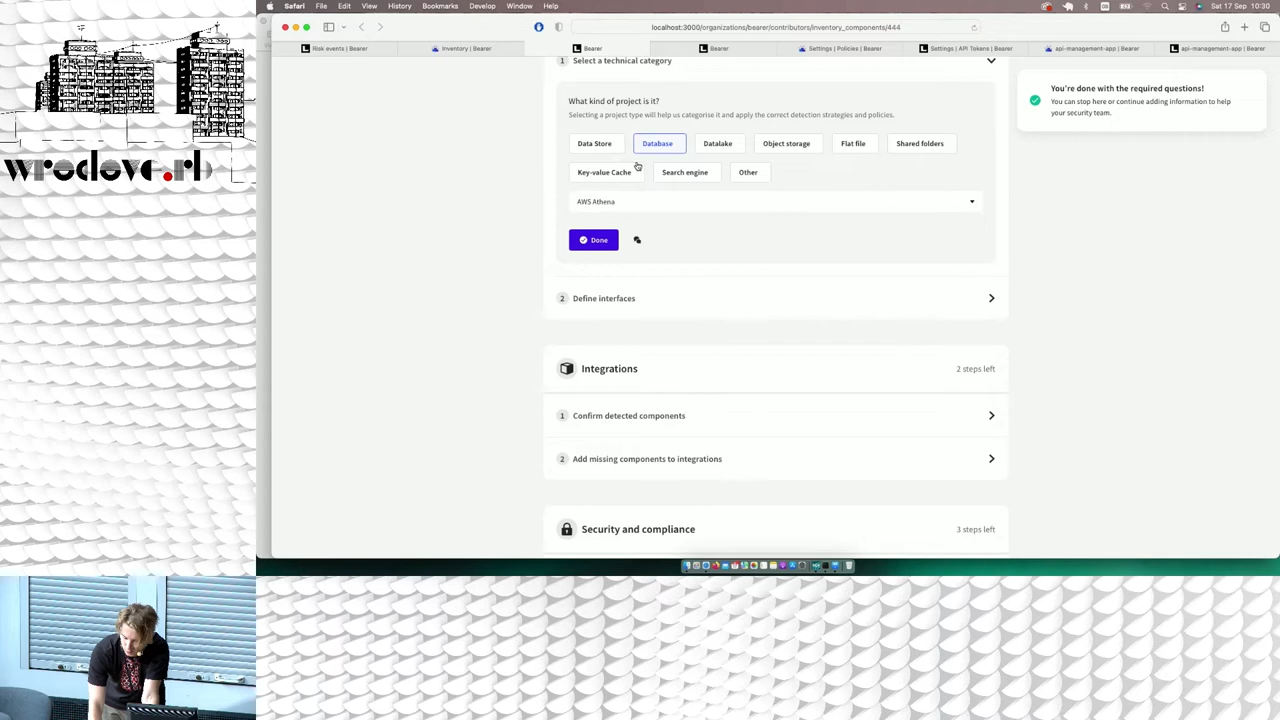 Safari File Edit View History Bookmarks Develop Window Help
Sat 17 Sep 10:30
localhost:3000/organizations/bearer/contributors/inventory_components/444
Risk events | Bearer
Inventory | Bearer
Bearer
Bearer
Settings | Policies | Bearer
Settings | API Tokens | Bearer
api-management-app | Bearer
api-management-app | Bearer
wroclove.rb
1 Select a technical category
What kind of project is it?
Selecting a project type will help us categorise it and apply the correct detection strategies and policies.
Data Store Database Datalake Object storage Flat file Shared folders
Key-value Cache Search engine Other
AWS Athena
Done
2 Define interfaces
Integrations 2 steps left
1 Confirm detected components
2 Add missing components to integrations
Security and compliance 3 steps left
You're done with the required questions!
You can stop here or continue adding information to
your security team.